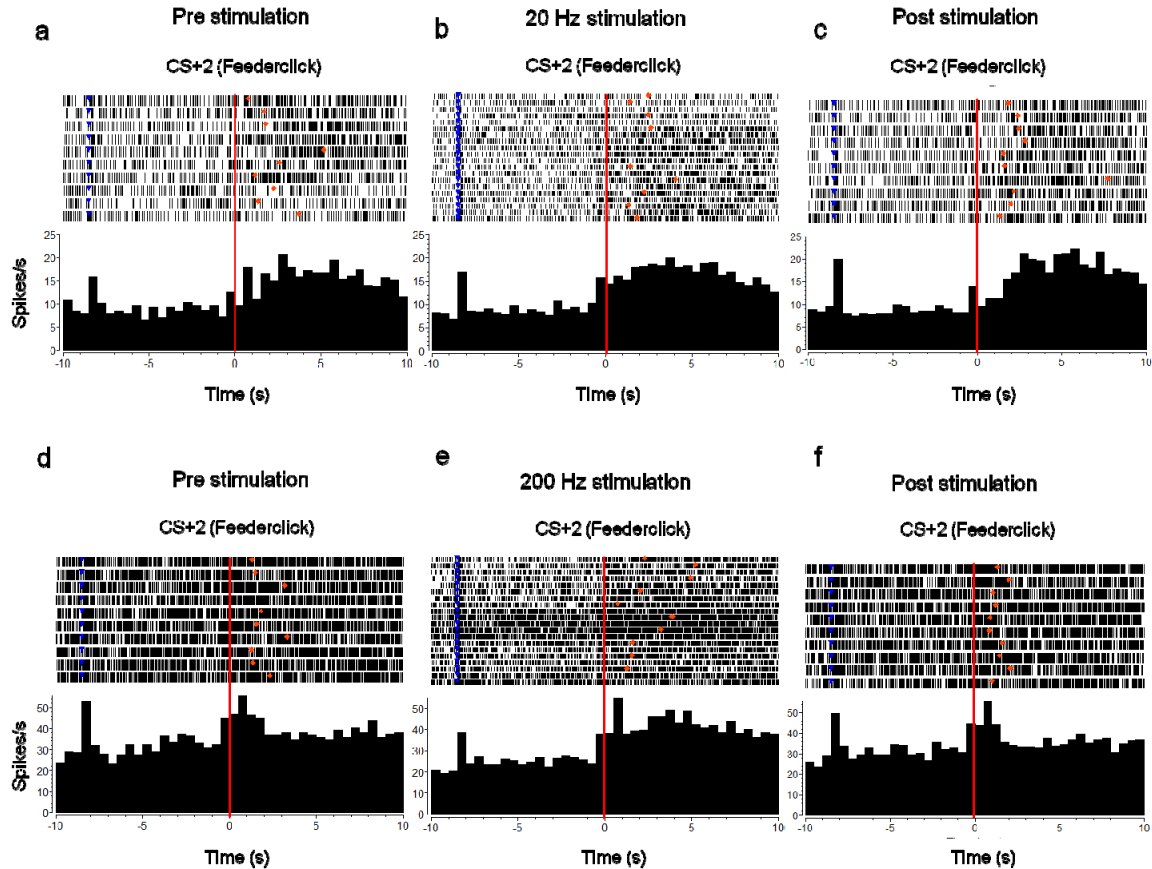 a
Pre stimulation
CS+2 (Feederclick)
b
20 Hz stimulation
CS+2 (Feederclick)
c
Post stimulation
CS+2 (Feederclick)
Spikes/s
25
20
15
10
5
0
-10 -5 0 5 10
Time (s)
25
20
15
10
5
0
-10 -5 0 5 10
Time (s)
25
20
15
10
5
0
-10 -5 0 5 10
Time (s)
d
Pre stimulation
CS+2 (Feederclick)
e
200 Hz stimulation
CS+2 (Feederclick)
f
Post stimulation
CS+2 (Feederclick)
Spikes/s
50
40
30
20
10
0
-10 -5 0 5 10
Time (s)
50
40
30
20
10
0
-10 -5 0 5 10
Time (s)
50
40
30
20
10
0
-10 -5 0 5 10
Time (s)